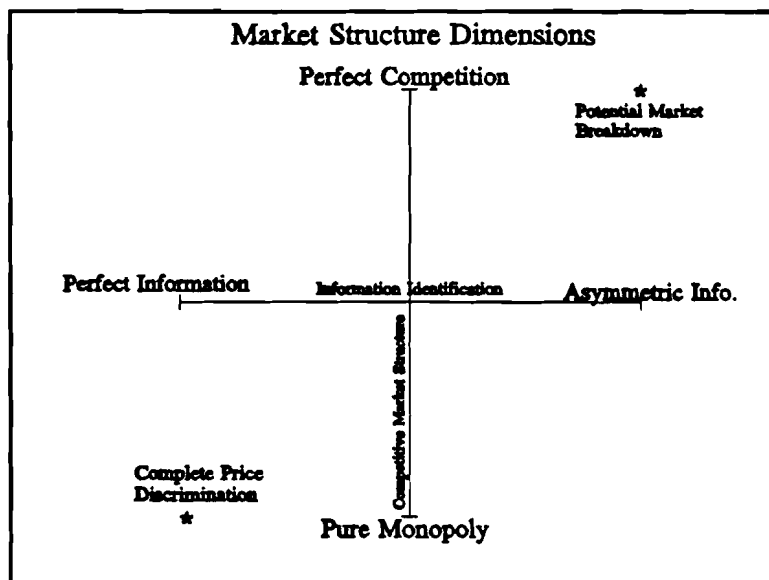 Market Structure Dimensions
Perfect Competition
*
Potential Market
Breakdown
Perfect Information
Information Identification
Asymmetric Info.
Competitive Market Structure
Complete Price
Discrimination
*
Pure Monopoly